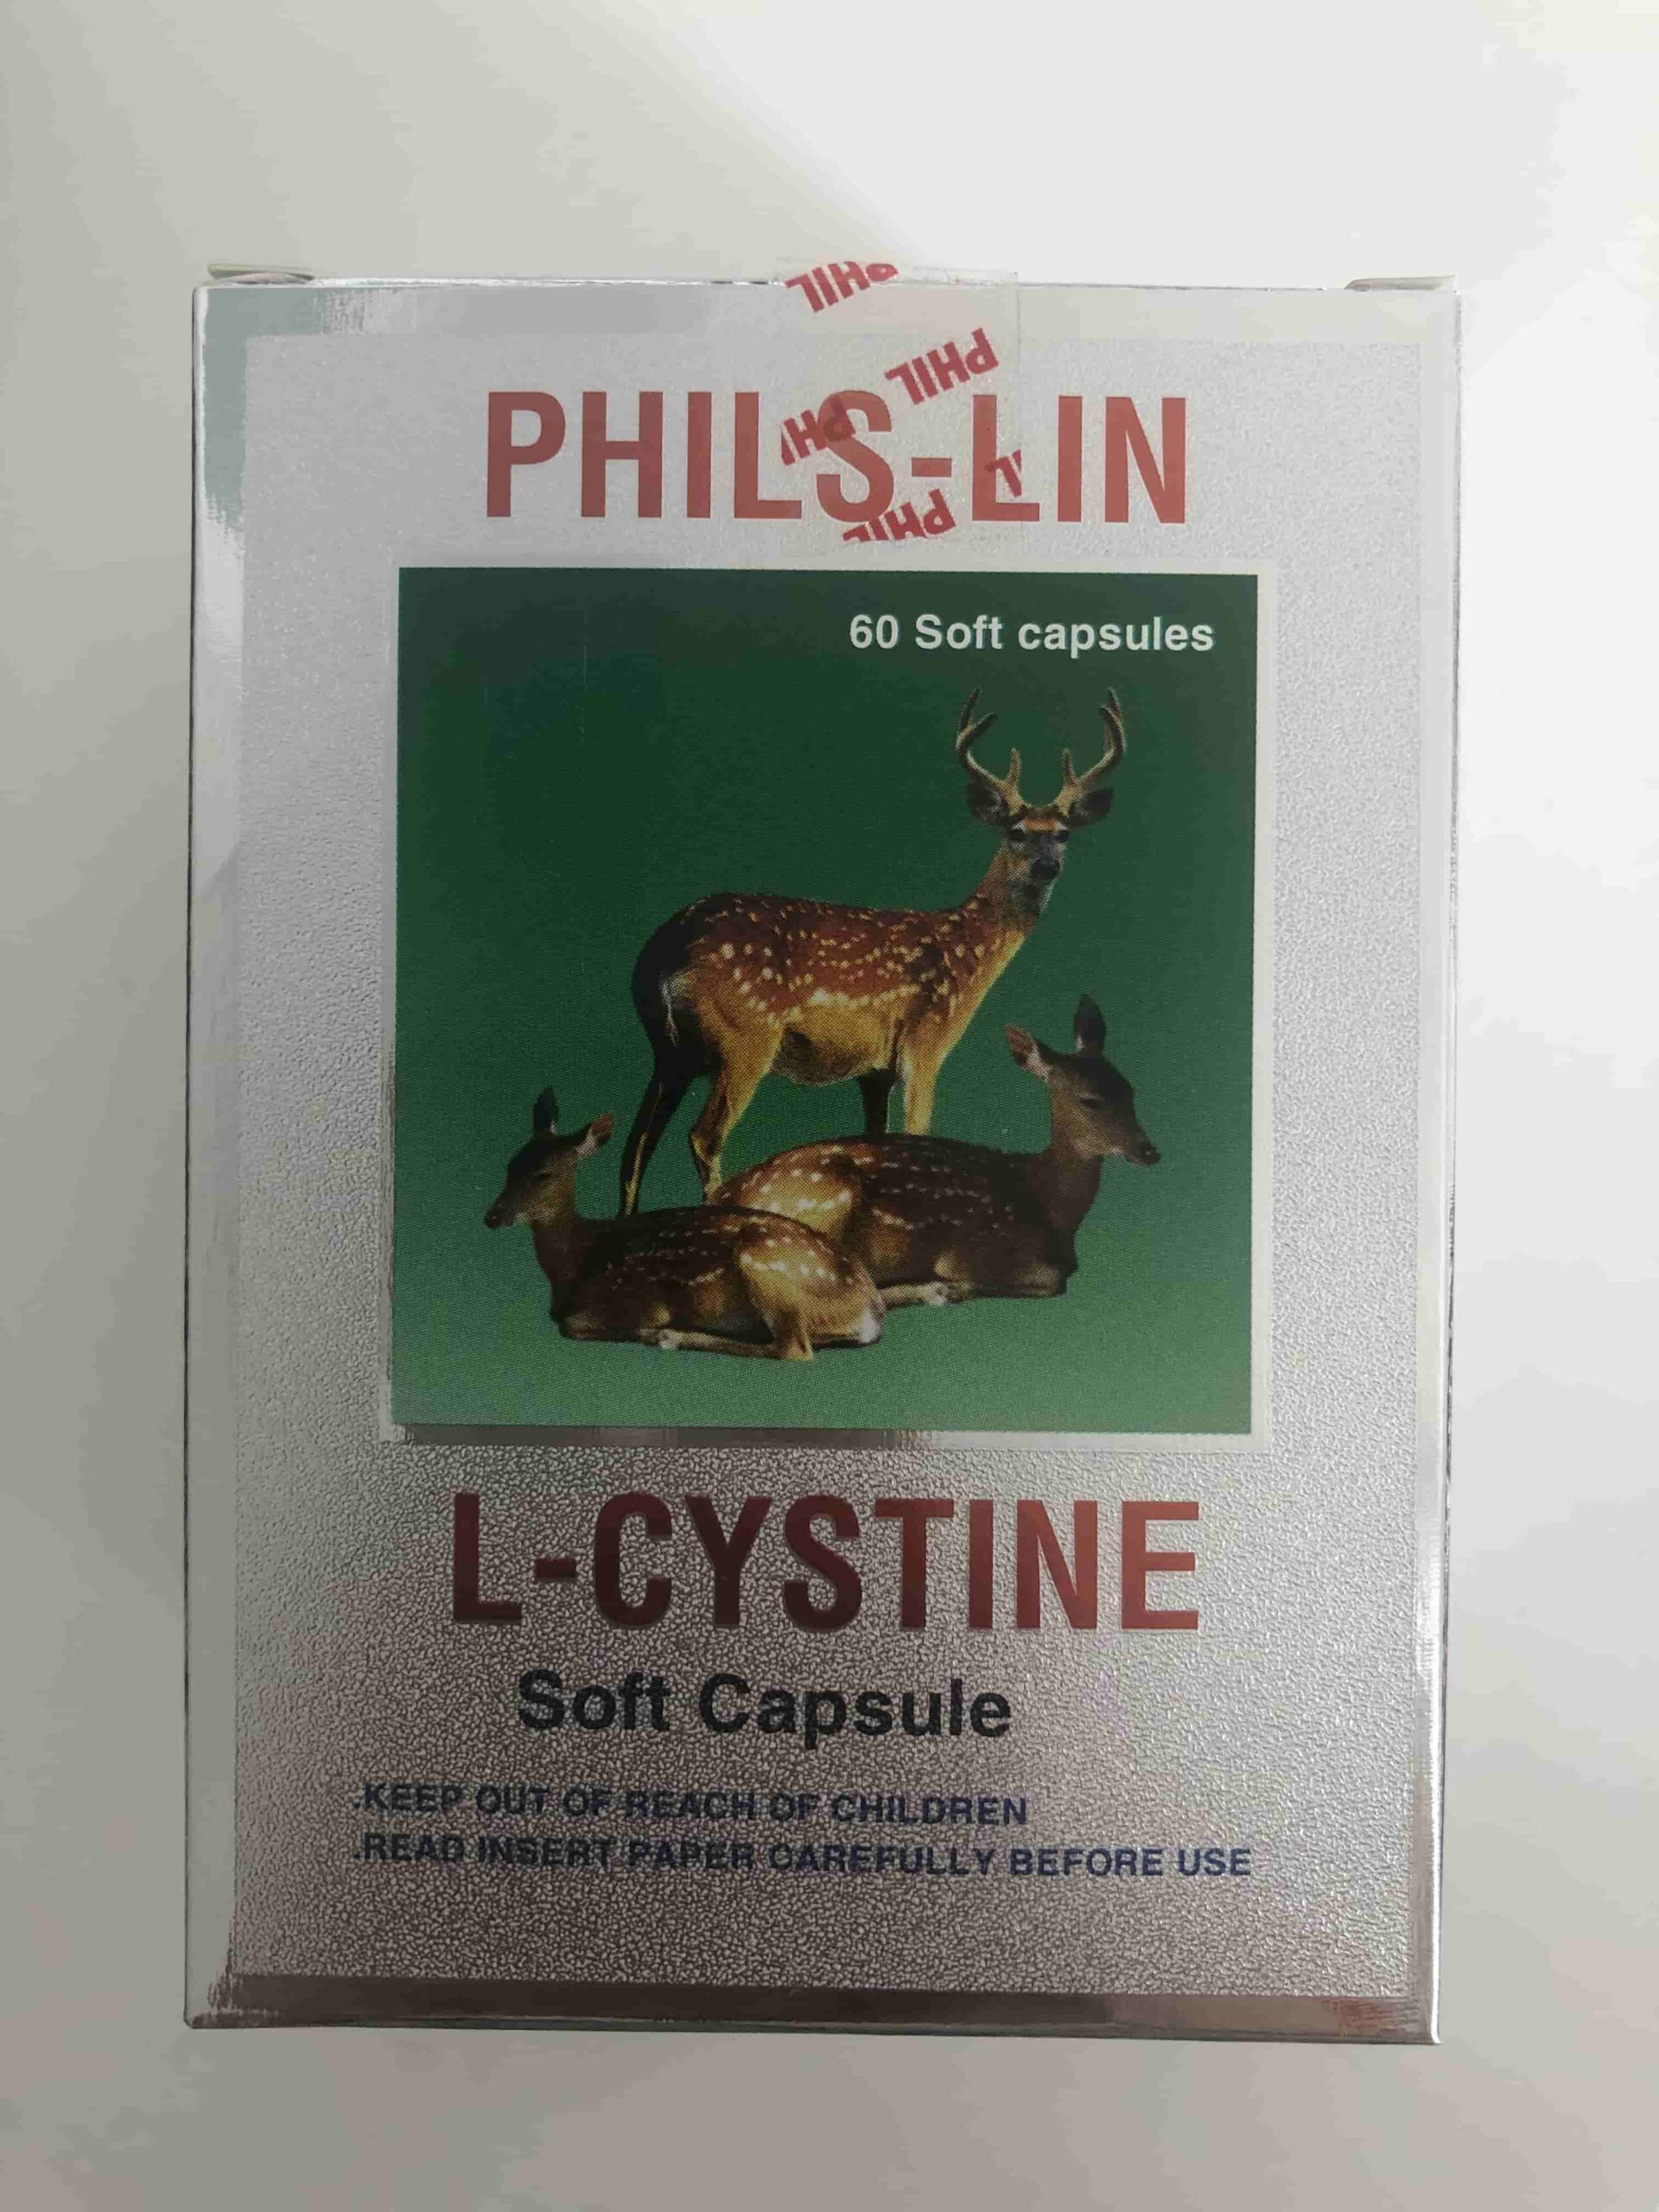 PHIL
PHIL
PHILS-LIN
PHIL
60 Soft capsules
L-CYSTINE
Soft Capsule
.KEEP OUT OF REACH OF CHILDREN
.READ INSERT PAPER CAREFULLY BEFORE USE